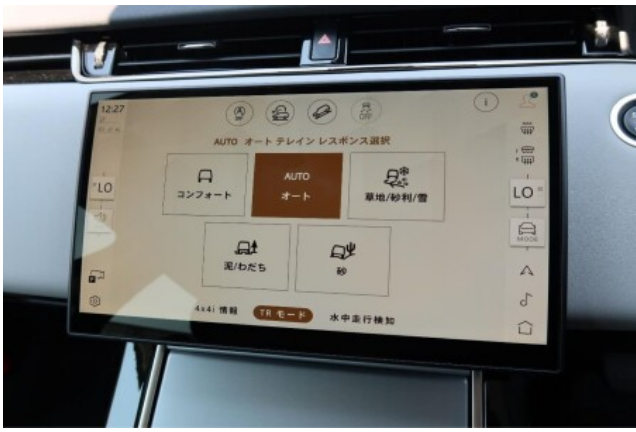 12:27
OFF
i
AUTO オートテレインレスポンス選択
コンフォート
AUTO
オート
草地/砂利/雪
LO
LO
泥/わだち
砂
MODE
4x4i 情報
TR モード
水中走行検知